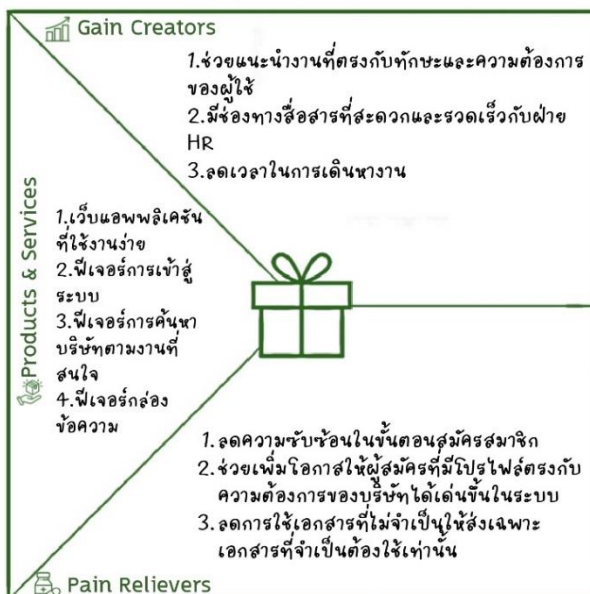 Gain Creators
1.ช่วยแนะนำงานที่ตรงกับทักษะและความต้องการ
ของผู้ใช้
2.มีช่องทางสื่อสารที่สะดวกและรวดเร็วกับฝ่าย
HR
3.ลดเวลาในการเดินหางาน
Products & Services
1.เว็บแอพพลิเคชัน
ที่ใช้งานง่าย
2.ฟีเจอร์การเข้าสู่
ระบบ
3.ฟีเจอร์การค้นหา
บริษัทตามงานที่
สนใจ
4.ฟีเจอร์กล่อง
ข้อความ
1. ลดความซับซ้อนในขั้นตอนสมัครสมาชิก
2. ช่วยเพิ่มโอกาสให้ผู้สมัครที่มีโปรไฟล์ตรงกับ
ความต้องการของบริษัทได้เด่นขึ้นในระบบ
3. ลดการใช้เอกสารที่ไม่จำเป็นให้ส่งเฉพาะ
เอกสารที่จำเป็นต้องใช้เท่านั้น
Pain Relievers